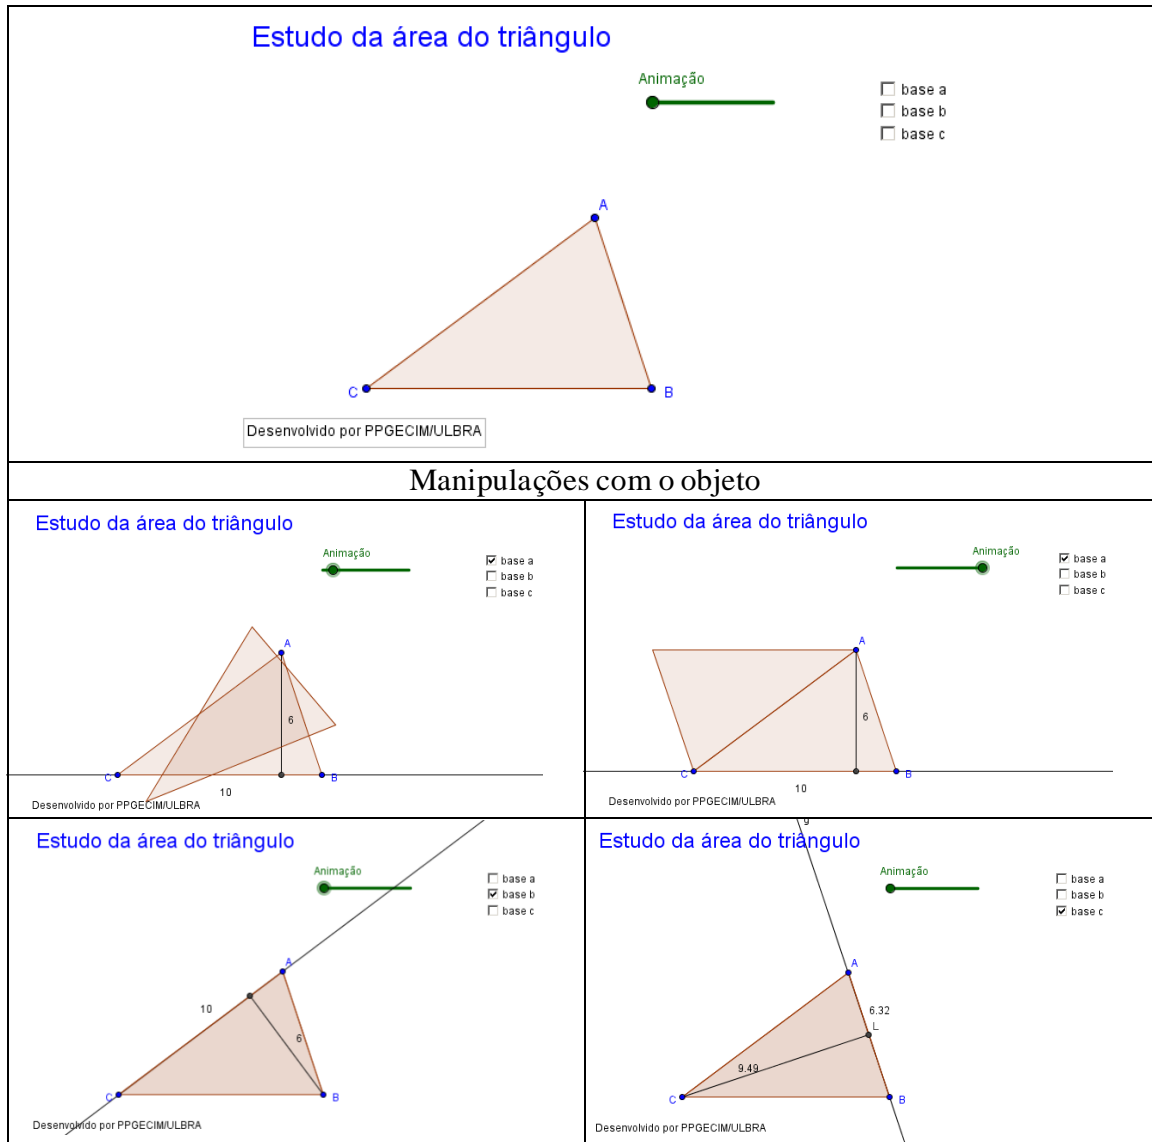 Estudo da área do triângulo
Animação
base a
base b
base c
A
C
B
Desenvolvido por PPGECIM/ULBRA
Manipulações com o objeto
Estudo da área do triângulo
Animação
base a
base b
base c
A
6
C
B
10
Desenvolvido por PPGECIM/ULBRA
Estudo da área do triângulo
Animação
base a
base b
base c
A
6
C
B
10
Desenvolvido por PPGECIM/ULBRA
Estudo da área do triângulo
Animação
base a
base b
base c
A
10
6
C
B
Desenvolvido por PPGECIM/ULBRA
9
Estudo da área do triângulo
Animação
base a
base b
base c
A
6.32
L
9.49
C
B
Desenvolvido por PPGECIM/ULBRA